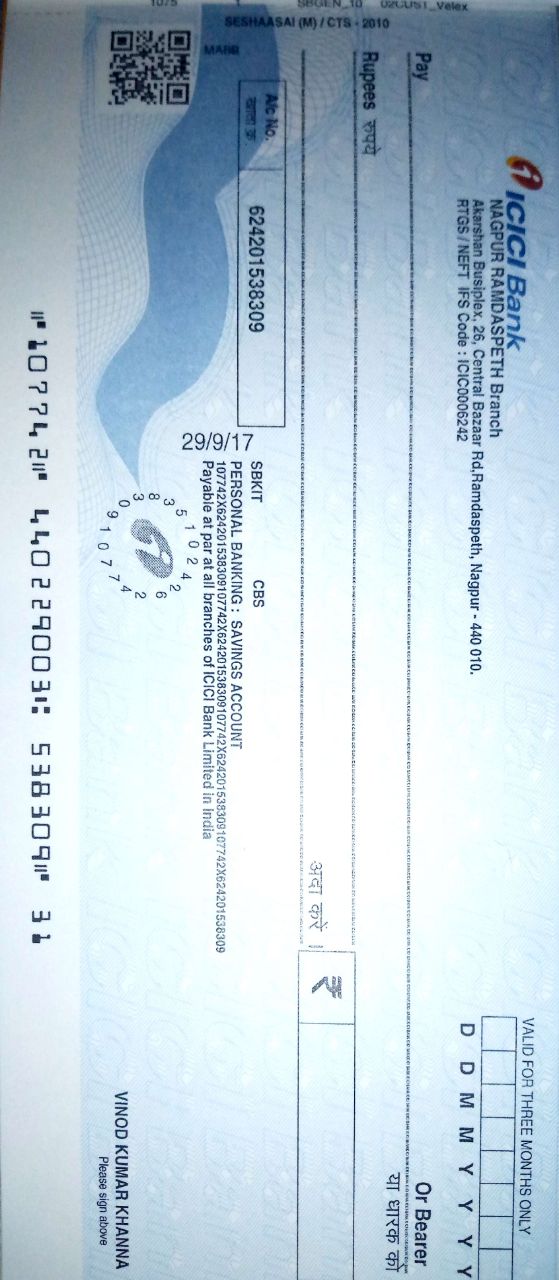 ICICI Bank
NAGPUR RAMDASPETH Branch
Akarshan Busiplex, 26, Central Bazaar Rd,Ramdaspeth, Nagpur - 440 010.
RTGS / NEFT IFS Code : ICIC0006242
VALID FOR THREE MONTHS ONLY
D D M M Y Y Y Y
Pay
Or Bearer
या धारक को
Rupees रुपये
अदा करें
₹
A/c No.
खाता क्र
624201538309
SBKIT CBS
29/9/17
PERSONAL BANKING : SAVINGS ACCOUNT
107742X624201538309107742X624201538309107742X624201538309107742X624201538309
Payable at par at all branches of ICICI Bank Limited in India
MABB
SESHAASAI (M) / CTS - 2010
SBGEN_10 02CUST_Velex
VINOD KUMAR KHANNA
Please sign above
⑈107742⑈ 440229003⑆ 538309⑈ 31